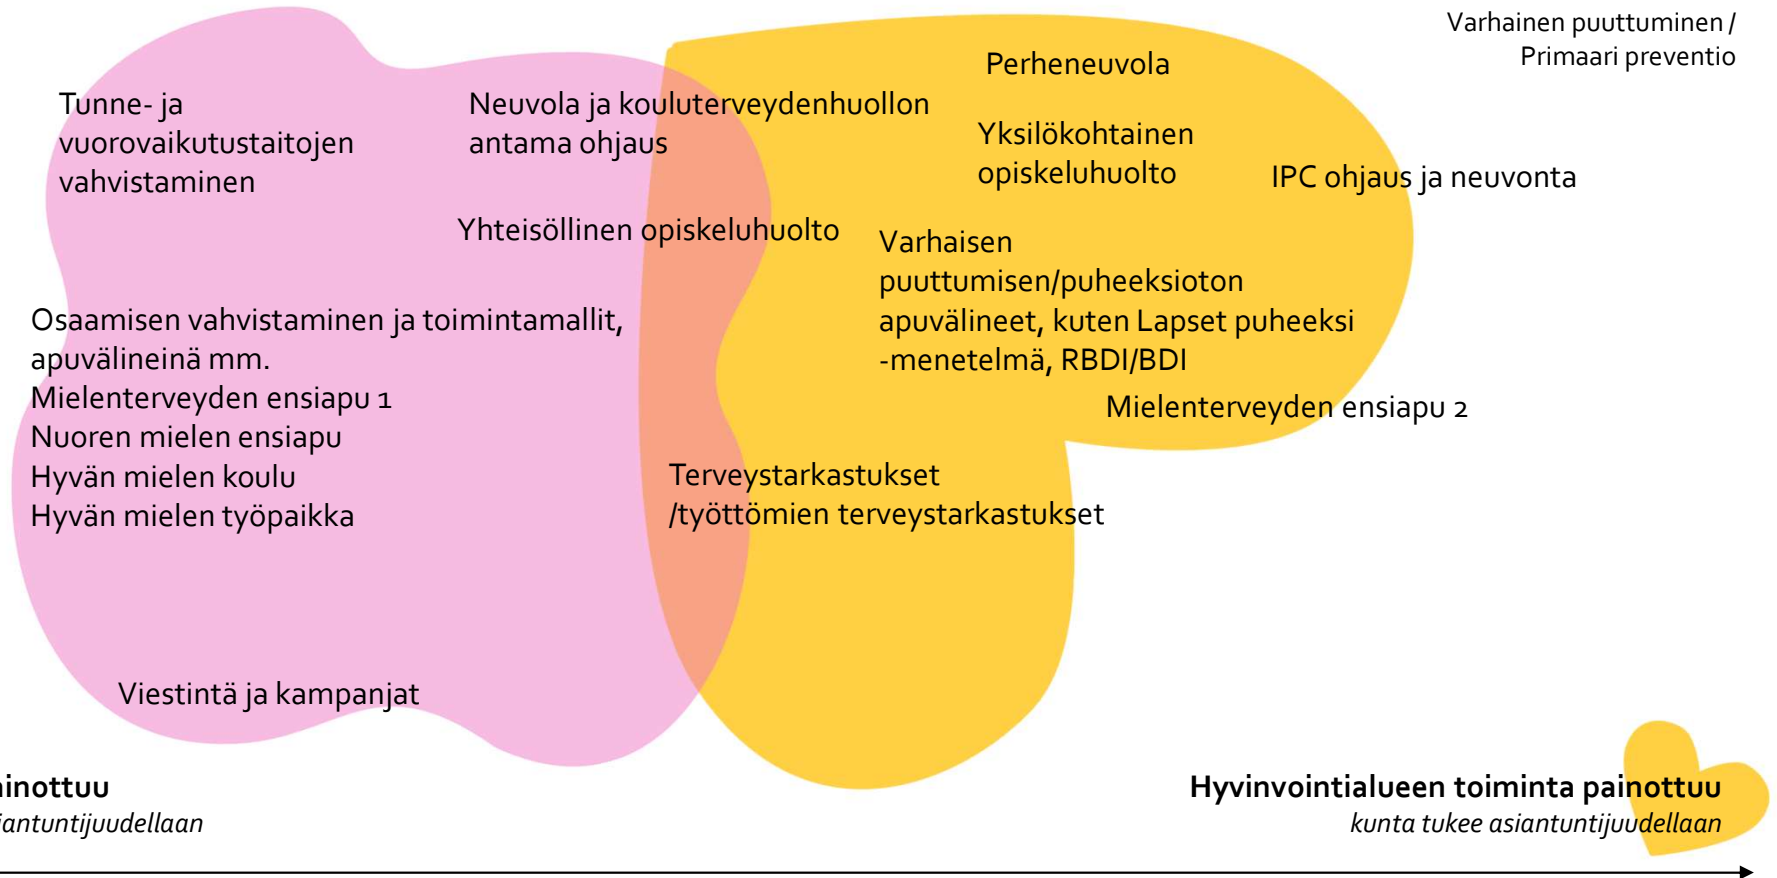 Varhainen puuttuminen /
Primaari preventio
Tunne- ja
vuorovaikutustaitojen
vahvistaminen
Neuvola ja kouluterveydenhuollon
antama ohjaus
Yhteisöllinen opiskeluhuolto
Perheneuvola
Yksilökohtainen
opiskeluhuolto
IPC ohjaus ja neuvonta
Varhaisen
puuttumisen/puheeksioton
apuvälineet, kuten Lapset puheeksi
-menetelmä, RBDI/BDI
Osaamisen vahvistaminen ja toimintamallit,
apuvälineinä mm.
Mielenterveyden ensiapu 1
Nuoren mielen ensiapu
Hyvän mielen koulu
Hyvän mielen työpaikka
Mielenterveyden ensiapu 2
Terveystarkastukset
/työttömien terveystarkastukset
Viestintä ja kampanjat
ainottuu
iantuntijuudellaan
Hyvinvointialueen toiminta painottuu
kunta tukee asiantuntijuudellaan